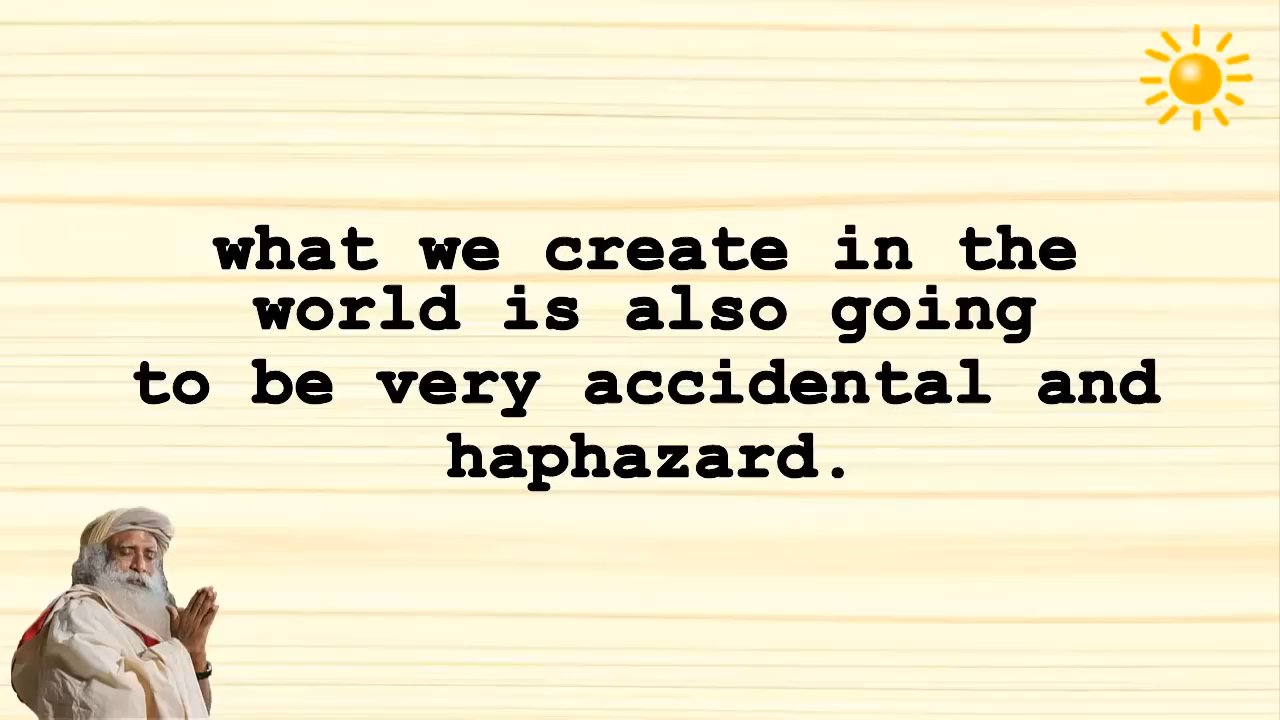 what we create in the
world is also going
to be very accidental and
haphazard.